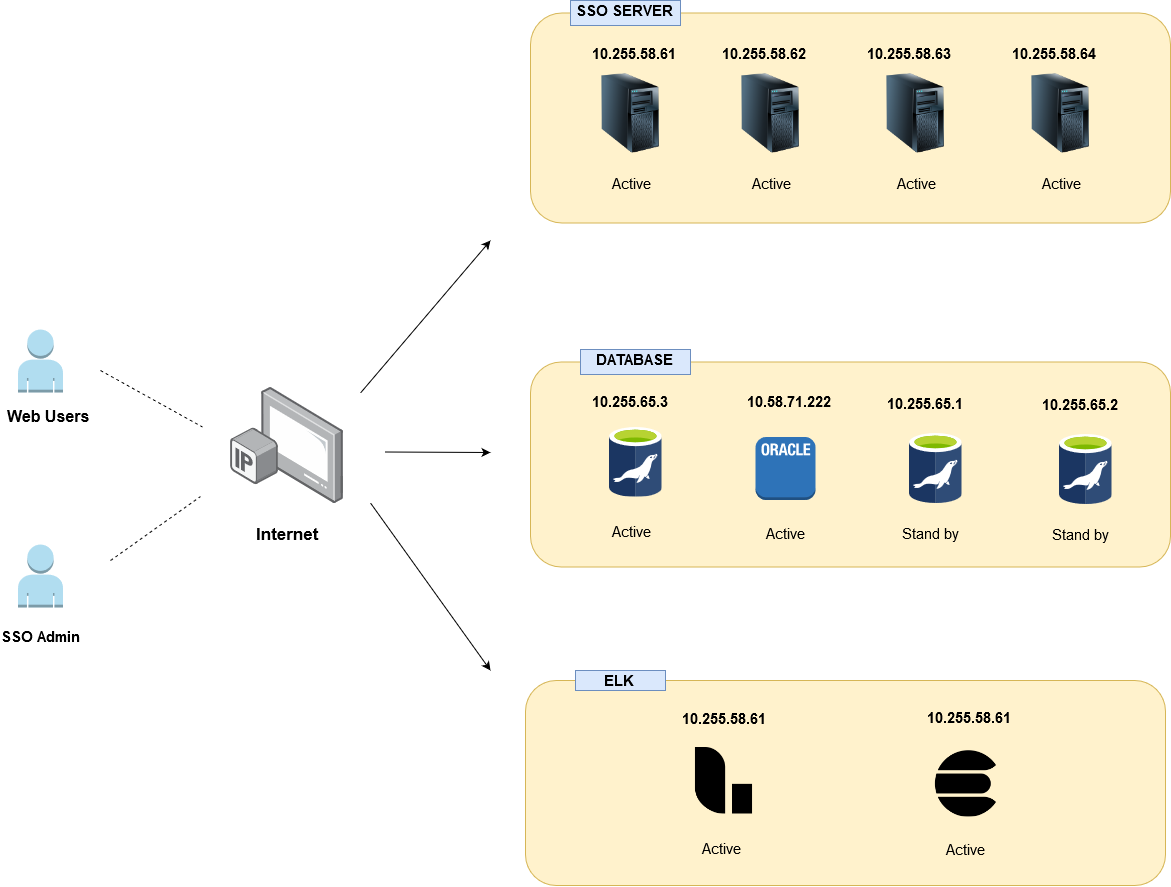 SSO SERVER
10.255.58.61
10.255.58.62
10.255.58.63
10.255.58.64
Active
Active
Active
Active
Web Users
SSO Admin
IP
Internet
DATABASE
10.255.65.3
10.58.71.222
10.255.65.1
10.255.65.2
ORACLE
Active
Active
Stand by
Stand by
ELK
10.255.58.61
10.255.58.61
Active
Active